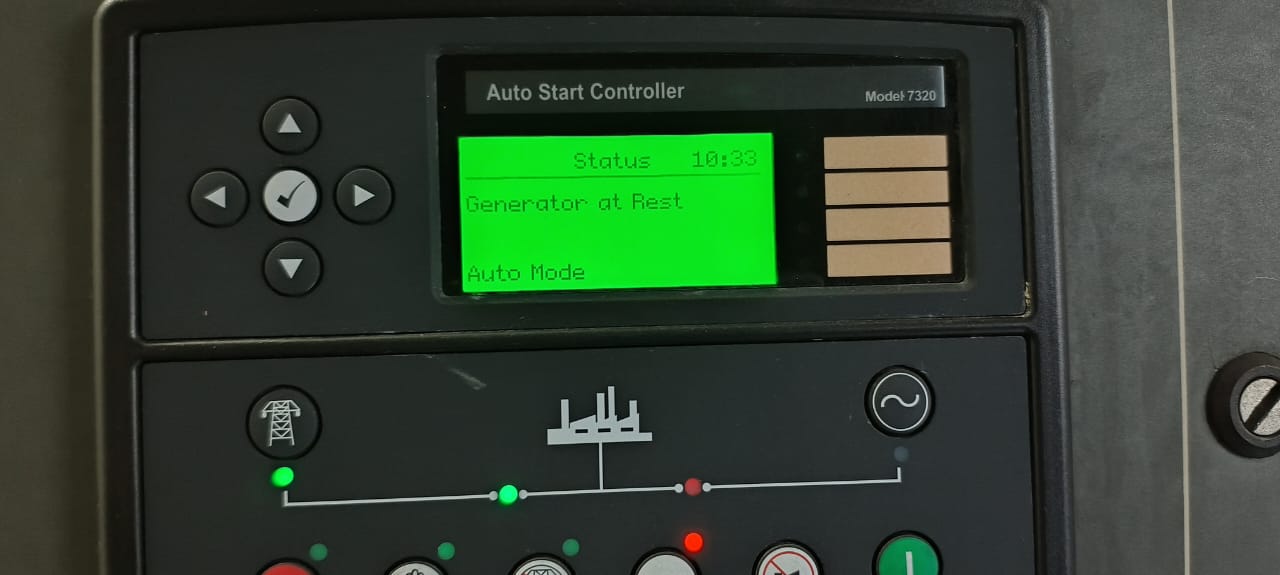 Auto Start Controller
Model 7320
Status 10:33
Generator at Rest
Auto Mode